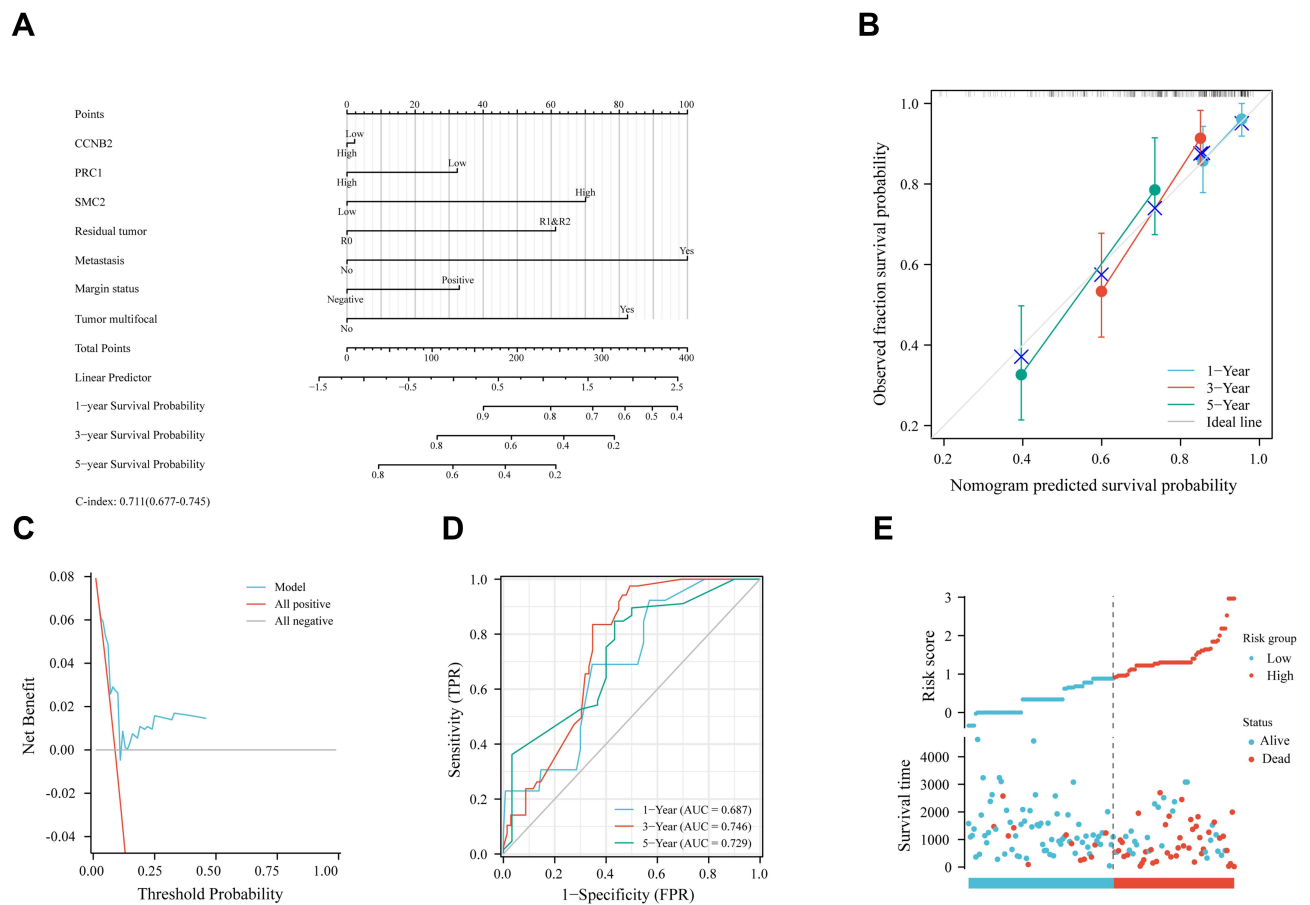 A
Points
0 20 40 60 80 100
CCNB2
Low
High
PRC1
Low
High
SMC2
High
Low
Residual tumor
R1&R2
R0
Metastasis
Yes
No
Margin status
Positive
Negative
Tumor multifocal
Yes
No
Total Points
0 100 200 300 400
Linear Predictor
−1.5 −0.5 0.5 1.5 2.5
1−year Survival Probability
0.9 0.8 0.7 0.6 0.5 0.4
3−year Survival Probability
0.8 0.6 0.4 0.2
5−year Survival Probability
0.8 0.6 0.4 0.2
C-index: 0.711(0.677-0.745)
B
Observed fraction survival probability
1.0
0.8
0.6
0.4
0.2
1−Year
3−Year
5−Year
Ideal line
0.2 0.4 0.6 0.8 1.0
Nomogram predicted survival probability
C
Net Benefit
0.08
0.06
0.04
0.02
0.00
-0.02
-0.04
Model
All positive
All negative
0.00 0.25 0.50 0.75 1.00
Threshold Probability
D
Sensitivity (TPR)
1.0
0.8
0.6
0.4
0.2
0.0
1−Year (AUC = 0.687)
3−Year (AUC = 0.746)
5−Year (AUC = 0.729)
0.0 0.2 0.4 0.6 0.8 1.0
1−Specificity (FPR)
E
Risk score
3
2
1
0
Risk group
Low
High
Survival time
4000
3000
2000
1000
0
Status
Alive
Dead